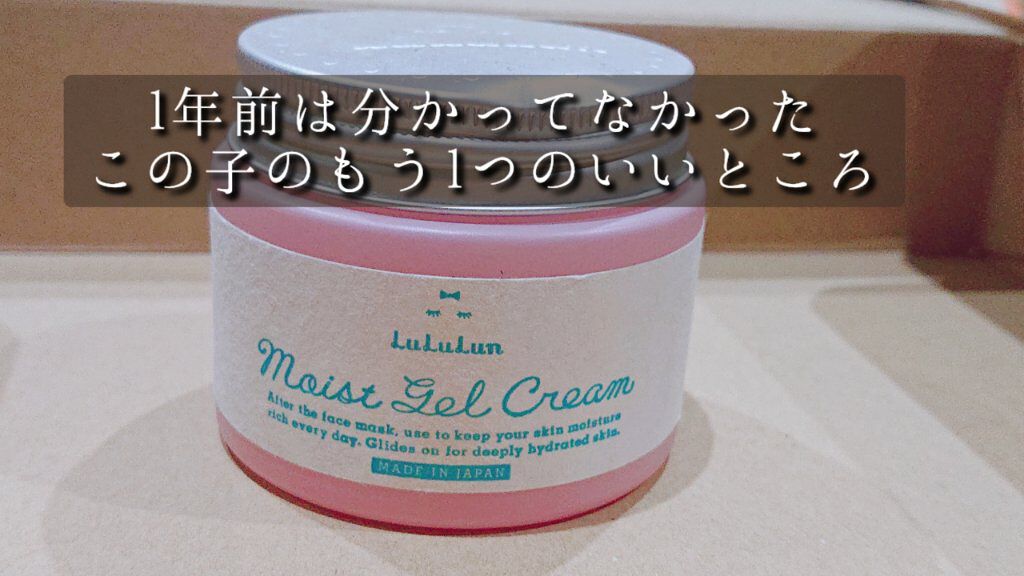 1年前は分かってなかった
この子のもう1つのいいところ
LuLuLun
Moist Gel Cream
After the face mask, use to keep your skin moisture
rich every day. Glides on for deeply hydrated skin.
MADE IN JAPAN